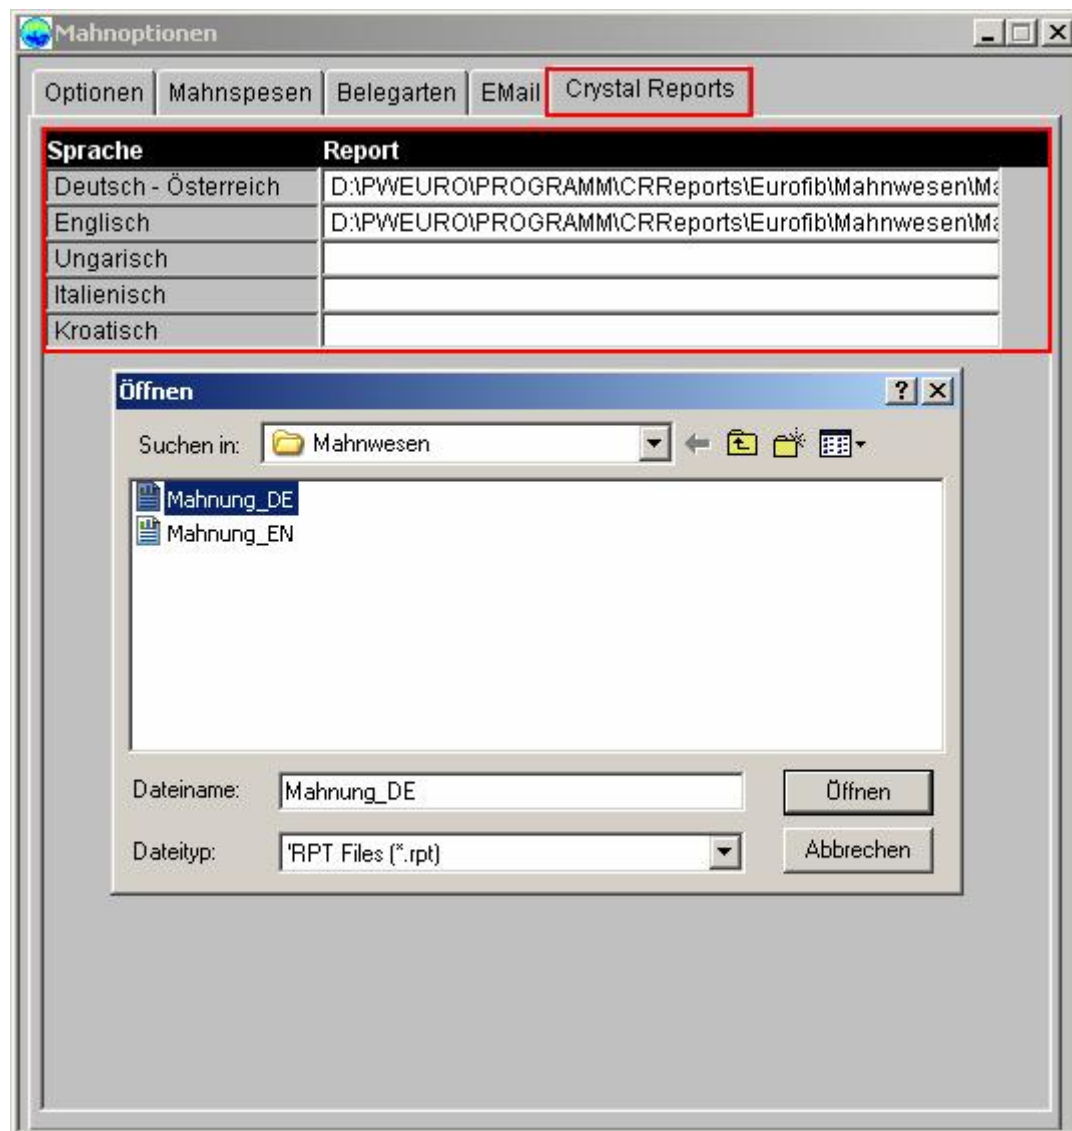 Mahnoptionen
Optionen Mahnspesen Belegarten EMail Crystal Reports
Sprache Report
Deutsch - Österreich D:\PWEURO\PROGRAMM\CRReports\Eurofib\Mahnwesen\Ma
Englisch D:\PWEURO\PROGRAMM\CRReports\Eurofib\Mahnwesen\Ma
Ungarisch
Italienisch
Kroatisch
Öffnen
Suchen in: Mahnwesen
Mahnung_DE
Mahnung_EN
Dateiname: Mahnung_DE Öffnen
Dateityp: 'RPT Files (*.rpt) Abbrechen